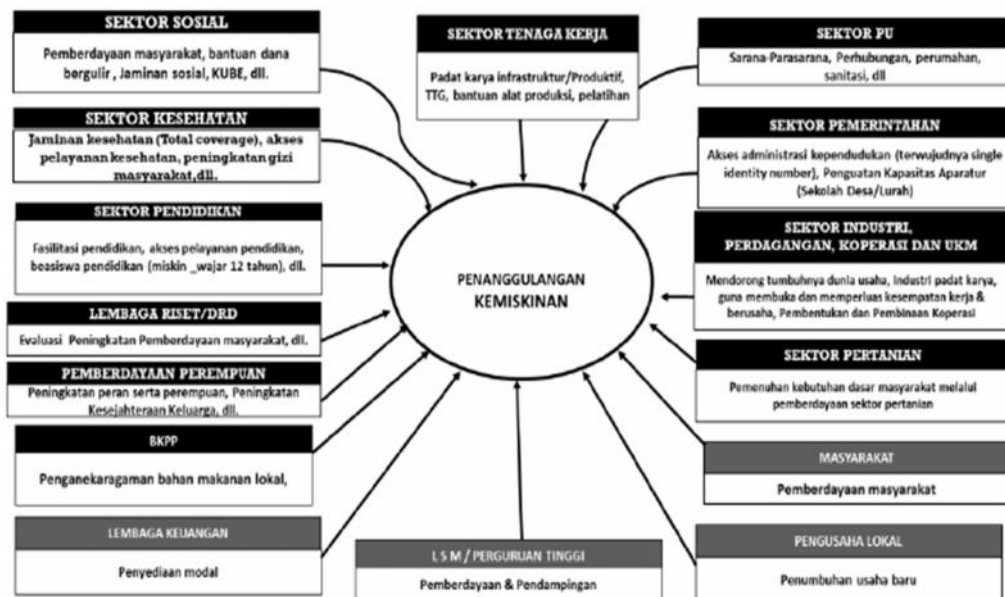 SEKTOR SOSIAL
Pemberdayaan masyarakat, bantuan dana
bergulir , Jaminan sosial, KUBE, dll.
SEKTOR KESEHATAN
Jaminan kesehatan (Total coverage), akses
pelayanan kesehatan, peningkatan gizi
masyarakat,dll.
SEKTOR PENDIDIKAN
Fasilitasi pendidikan, akses pelayanan pendidikan,
beasiswa pendidikan (miskin _wajar 12 tahun), dll.
LEMBAGA RISET/DRD
Evaluasi Peningkatan Pemberdayaan masyarakat, dll.
PEMBERDAYAAN PEREMPUAN
Peningkatan peran serta perempuan, Peningkatan
Kesejahteraan Keluarga, dll.
BKPP
Penganekaragaman bahan makanan lokal,
LEMBAGA KEUANGAN
Penyediaan modal
SEKTOR TENAGA KERJA
Padat karya infrastruktur/Produktif,
TTG, bantuan alat produksi, pelatihan
PENANGGULANGAN
KEMISKINAN
L S M / PERGURUAN TINGGI
Pemberdayaan & Pendampingan
SEKTOR PU
Sarana-Parasarana, Perhubungan, perumahan,
sanitasi, dll
SEKTOR PEMERINTAHAN
Akses administrasi kependudukan (terwujudnya single
identity number), Penguatan Kapasitas Aparatur
(Sekolah Desa/Lurah)
SEKTOR INDUSTRI,
PERDAGANGAN, KOPERASI DAN UKM
Mendorong tumbuhnya dunia usaha, industri padat karya,
guna membuka dan memperluas kesempatan kerja &
berusaha, Pembentukan dan Pembinaan Koperasi
SEKTOR PERTANIAN
Pemenuhan kebutuhan dasar masyarakat melalui
pemberdayaan sektor pertanian
MASYARAKAT
Pemberdayaan masyarakat
PENGUSAHA LOKAL
Penumbuhan usaha baru